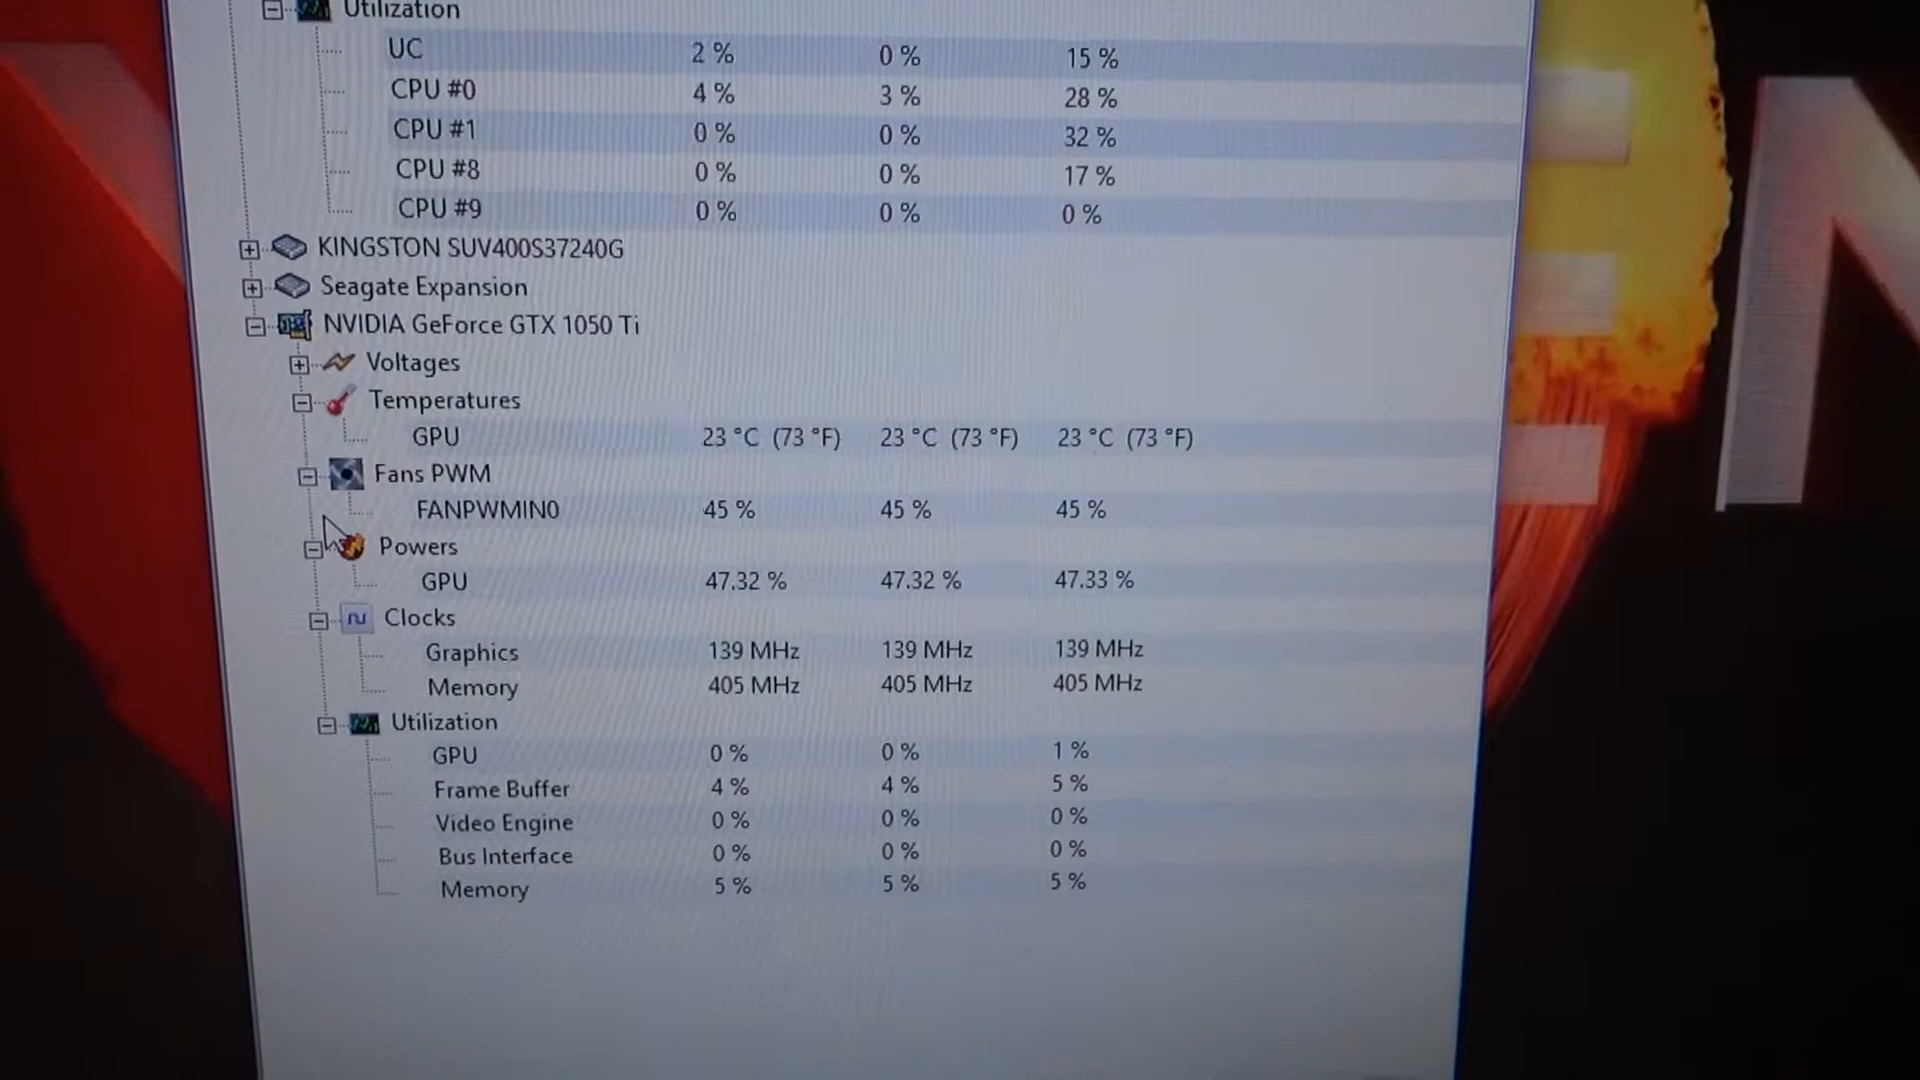 Utilization
UC 2 % 0 % 15 %
CPU #0 4 % 3 % 28 %
CPU #1 0 % 0 % 32 %
CPU #8 0 % 0 % 17 %
CPU #9 0 % 0 % 0 %
KINGSTON SUV400S37240G
Seagate Expansion
NVIDIA GeForce GTX 1050 Ti
Voltages
Temperatures
GPU 23 °C (73 °F) 23 °C (73 °F) 23 °C (73 °F)
Fans PWM
FANPWMIN0 45 % 45 % 45 %
Powers
GPU 47.32 % 47.32 % 47.33 %
Clocks
Graphics 139 MHz 139 MHz 139 MHz
Memory 405 MHz 405 MHz 405 MHz
Utilization
GPU 0 % 0 % 1 %
Frame Buffer 4 % 4 % 5 %
Video Engine 0 % 0 % 0 %
Bus Interface 0 % 0 % 0 %
Memory 5 % 5 % 5 %